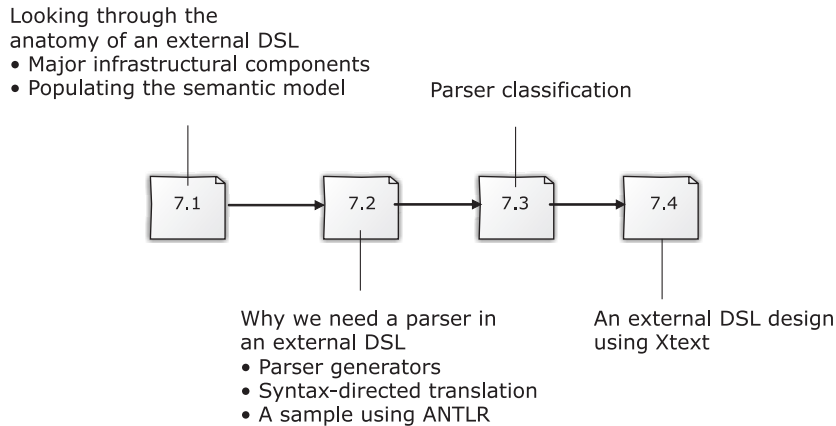 Looking through the
anatomy of an external DSL
• Major infrastructural components
• Populating the semantic model
Parser classification
7.1
7.2
7.3
7.4
Why we need a parser in
an external DSL
• Parser generators
• Syntax-directed translation
• A sample using ANTLR
An external DSL design
using Xtext